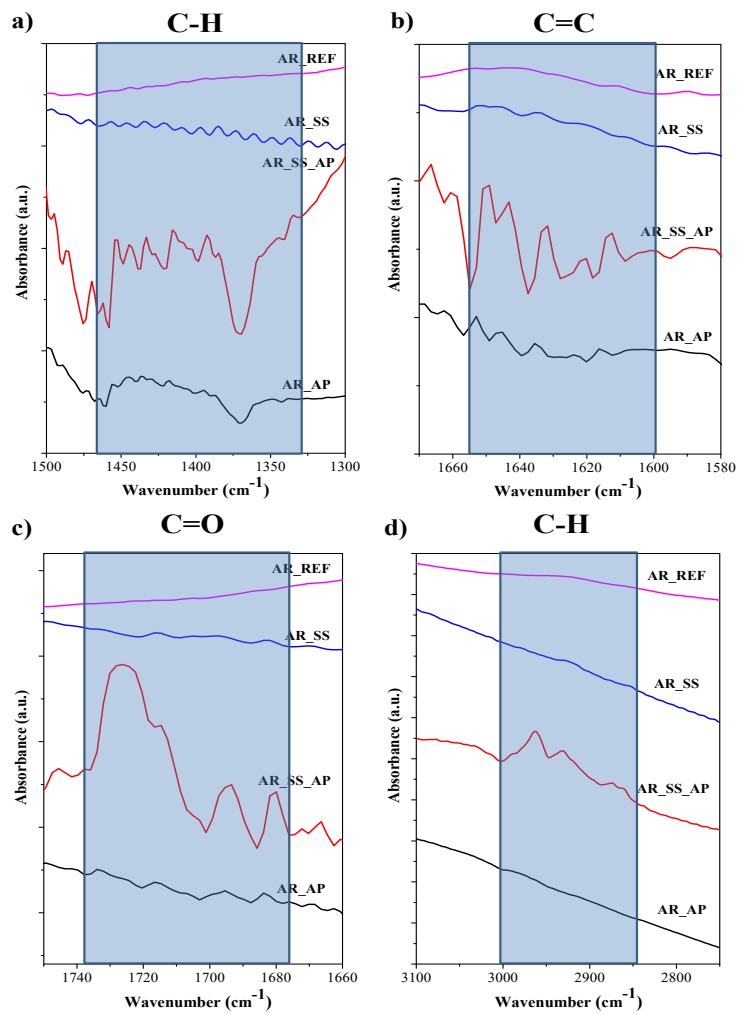 a)
C-H
AR_REF
AR_SS
AR_SS_AP
AR_AP
Absorbance (a.u.)
1500 1450 1400 1350 1300
Wavenumber (cm-1)
b)
C=C
AR_REF
AR_SS
AR_SS_AP
AR_AP
Absorbance (a.u.)
1660 1640 1620 1600 1580
Wavenumber (cm-1)
c)
C=O
AR_REF
AR_SS
AR_SS_AP
AR_AP
Absorbance (a.u.)
1740 1720 1700 1680 1660
Wavenumber (cm-1)
d)
C-H
AR_REF
AR_SS
AR_SS_AP
AR_AP
Absorbance (a.u.)
3100 3000 2900 2800
Wavenumber (cm-1)